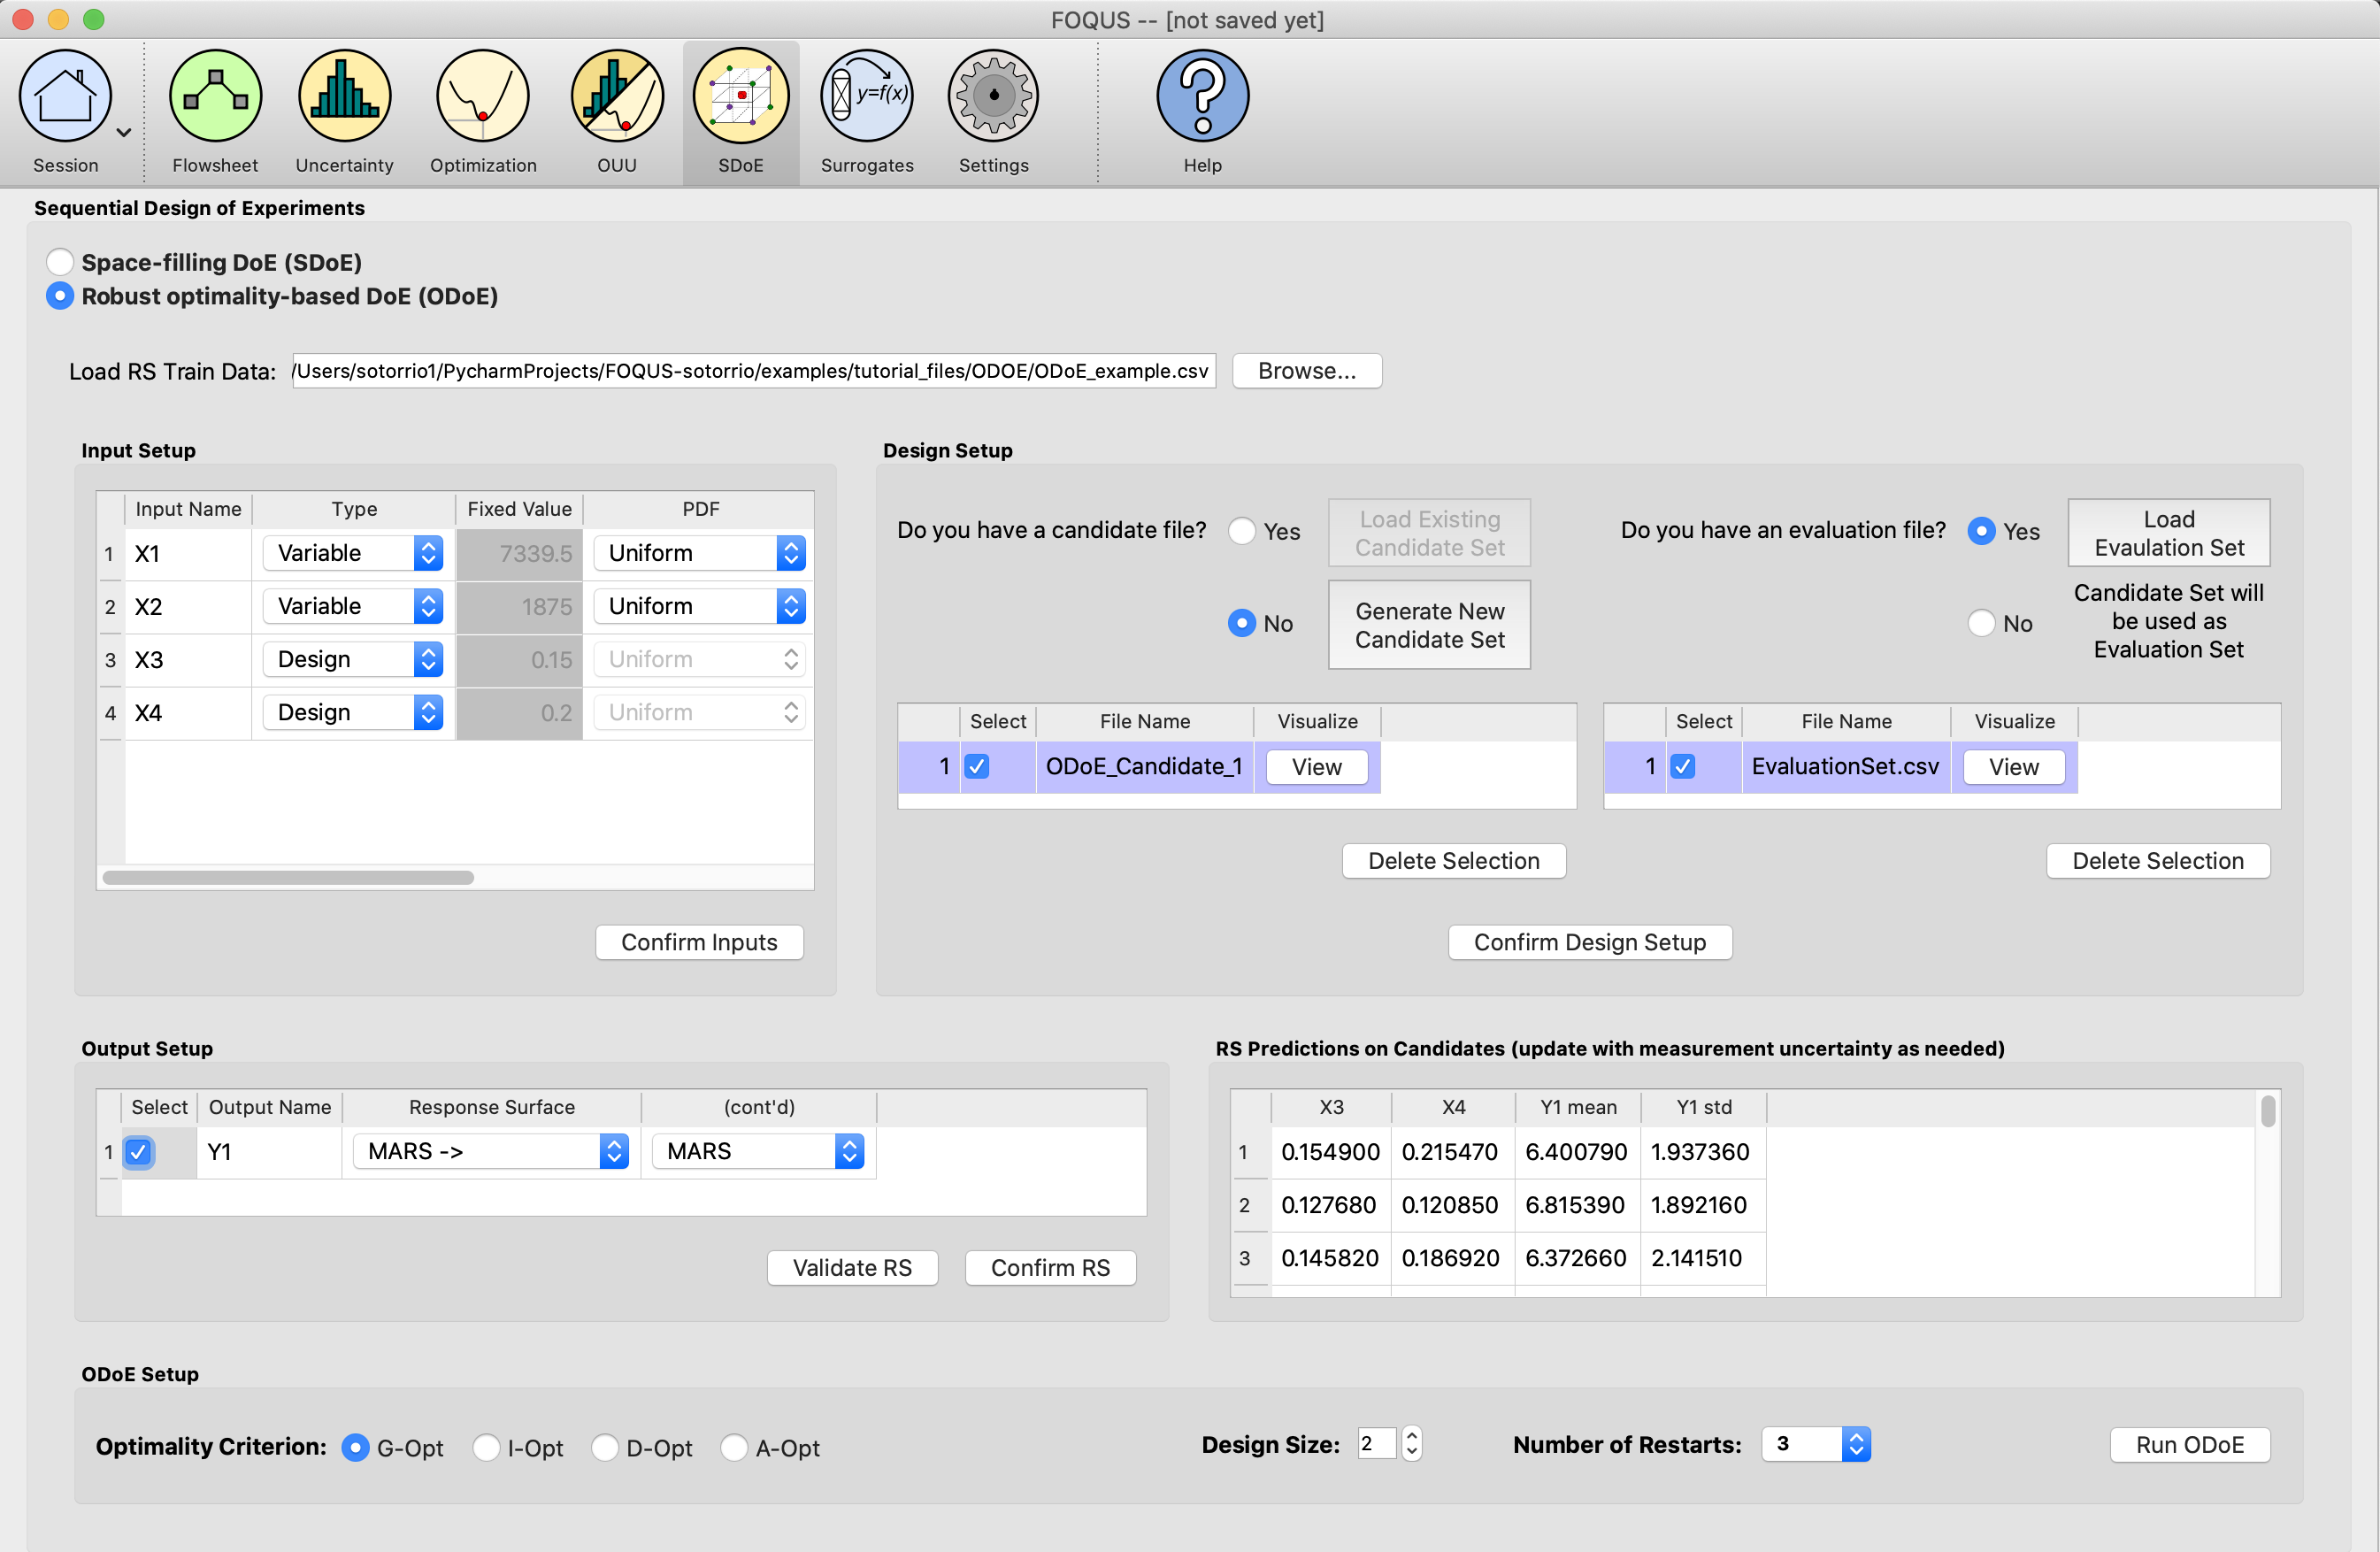 FOQUS -- [not saved yet]
y=f(x)
Session
Flowsheet
Uncertainty
Optimization
OUU
SDoE
Surrogates
Settings
Help
Sequential Design of Experiments
Space-filling DoE (SDoE)
Robust optimality-based DoE (ODoE)
Load RS Train Data: /Users/sotorrio1/PycharmProjects/FOQUS-sotorrio/examples/tutorial_files/ODOE/ODoE_example.csv Browse...
Input Setup
Input Name Type Fixed Value PDF
1 X1 Variable 7339.5 Uniform
2 X2 Variable 1875 Uniform
3 X3 Design 0.15 Uniform
4 X4 Design 0.2 Uniform
Confirm Inputs
Design Setup
Do you have a candidate file? Yes
Load Existing
Candidate Set
No
Generate New
Candidate Set
Do you have an evaluation file? Yes
Load
Evaulation Set
No
Candidate Set will
be used as
Evaluation Set
Select File Name Visualize
1 ODoE_Candidate_1 View
Delete Selection
Select File Name Visualize
1 EvaluationSet.csv View
Delete Selection
Confirm Design Setup
Output Setup
Select Output Name Response Surface (cont'd)
1 Y1 MARS -> MARS
Validate RS Confirm RS
RS Predictions on Candidates (update with measurement uncertainty as needed)
X3 X4 Y1 mean Y1 std
1 0.154900 0.215470 6.400790 1.937360
2 0.127680 0.120850 6.815390 1.892160
3 0.145820 0.186920 6.372660 2.141510
ODoE Setup
Optimality Criterion: G-Opt I-Opt D-Opt A-Opt
Design Size: 2
Number of Restarts: 3
Run ODoE